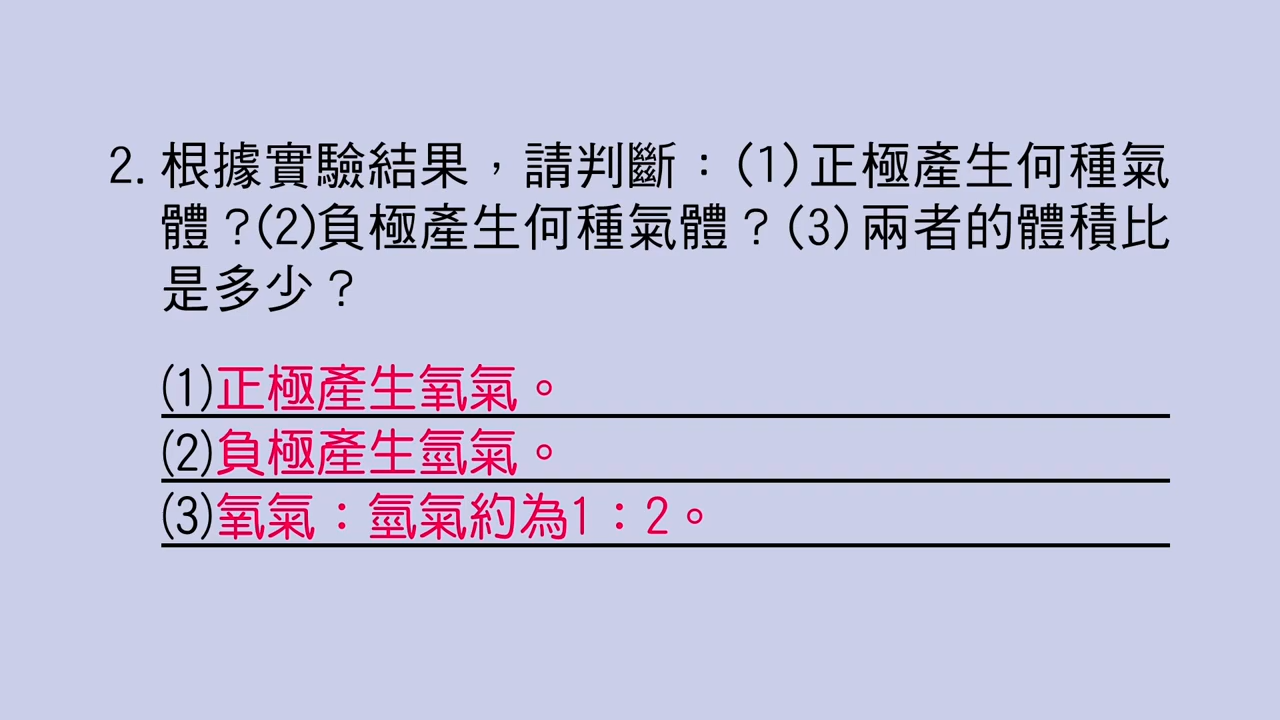 2. 根據實驗結果，請判斷：(1)正極產生何種氣
體？(2)負極產生何種氣體？(3)兩者的體積比
是多少？
(1)正極產生氧氣。
(2)負極產生氫氣。
(3)氧氣：氫氣約為1：2。